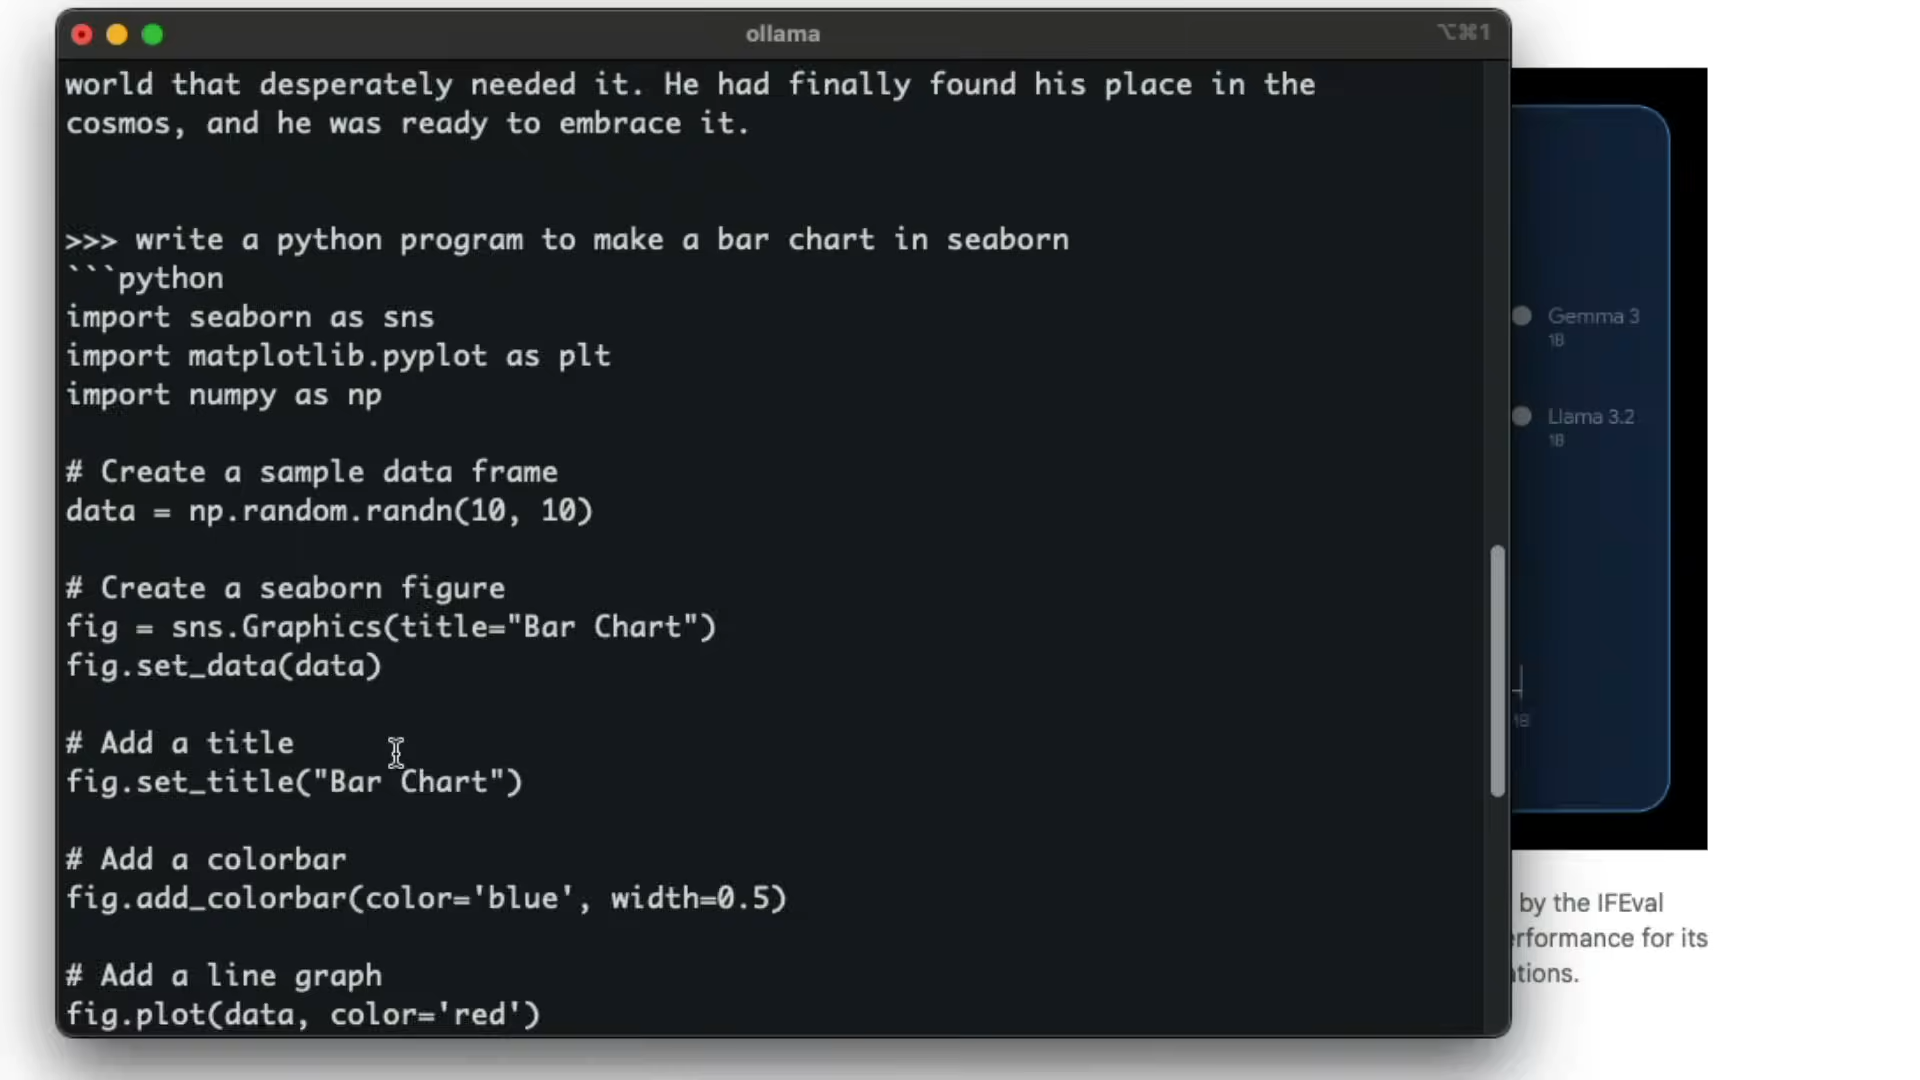 ollama
⌥⌘1
world that desperately needed it. He had finally found his place in the
cosmos, and he was ready to embrace it.
>>> write a python program to make a bar chart in seaborn
```python
import seaborn as sns
import matplotlib.pyplot as plt
import numpy as np
# Create a sample data frame
data = np.random.randn(10, 10)
# Create a seaborn figure
fig = sns.Graphics(title="Bar Chart")
fig.set_data(data)
# Add a title
fig.set_title("Bar Chart")
# Add a colorbar
fig.add_colorbar(color='blue', width=0.5)
# Add a line graph
fig.plot(data, color='red')
Gemma 3
1B
Llama 3.2
1B
by the IFEval
for its